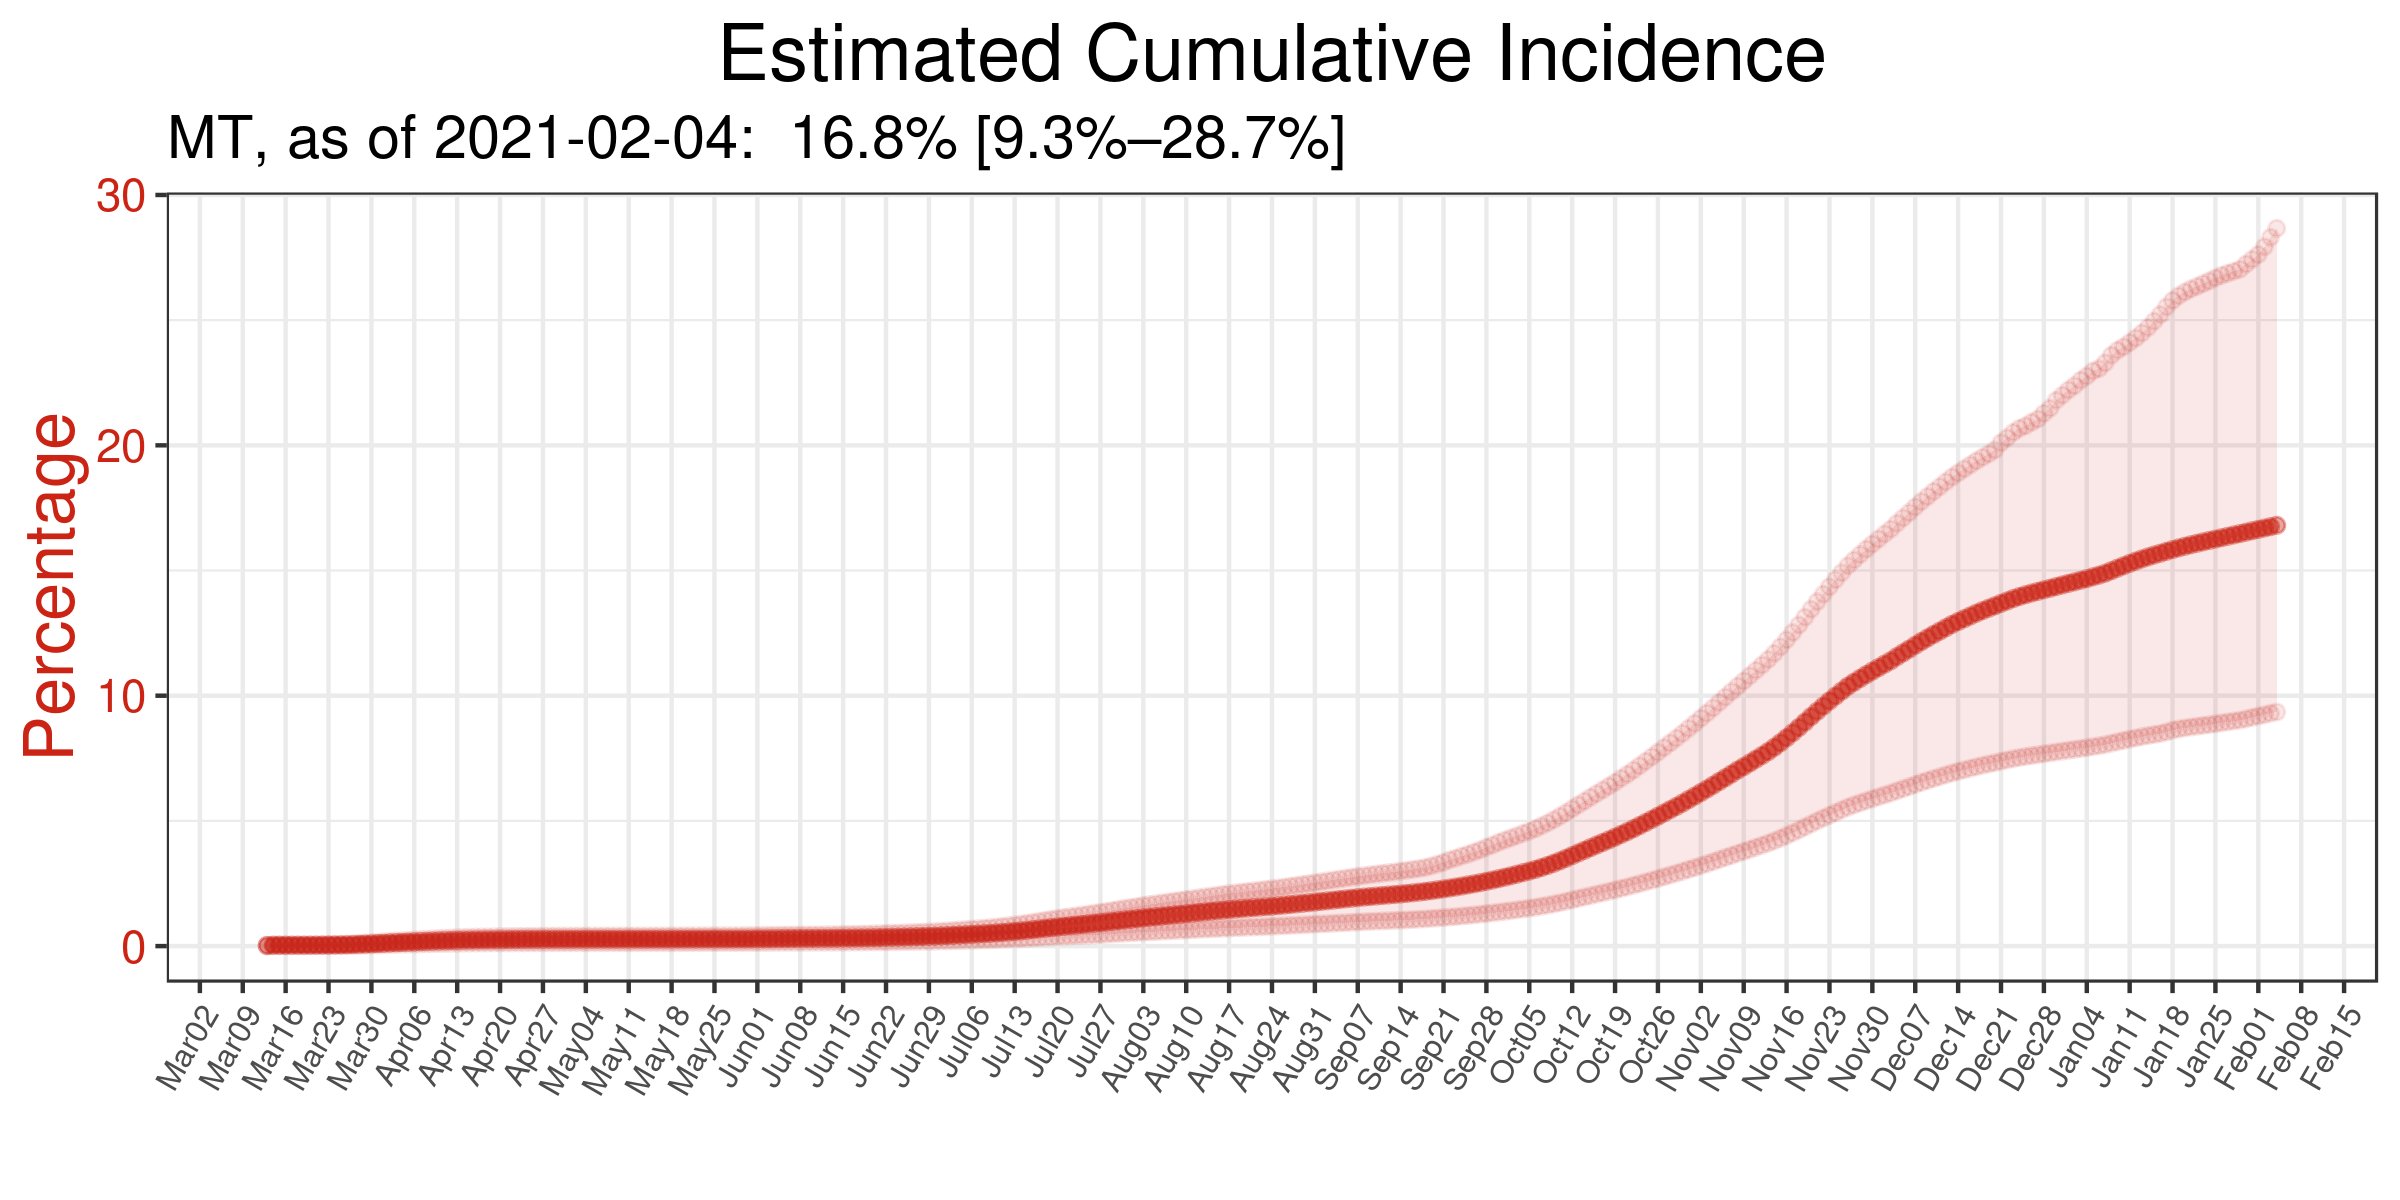 Estimated Cumulative Incidence
MT, as of 2021-02-04:  16.8% [9.3%–28.7%]
Percentage
30
20
10
0
Mar02 Mar09 Mar16 Mar23 Mar30 Apr06 Apr13 Apr20 Apr27 May04 May11 May18 May25 Jun01 Jun08 Jun15 Jun22 Jun29 Jul06 Jul13 Jul20 Jul27 Aug03 Aug10 Aug17 Aug24 Aug31 Sep07 Sep14 Sep21 Sep28 Oct05 Oct12 Oct19 Oct26 Nov02 Nov09 Nov16 Nov23 Nov30 Dec07 Dec14 Dec21 Dec28 Jan04 Jan11 Jan18 Jan25 Feb01 Feb08 Feb15